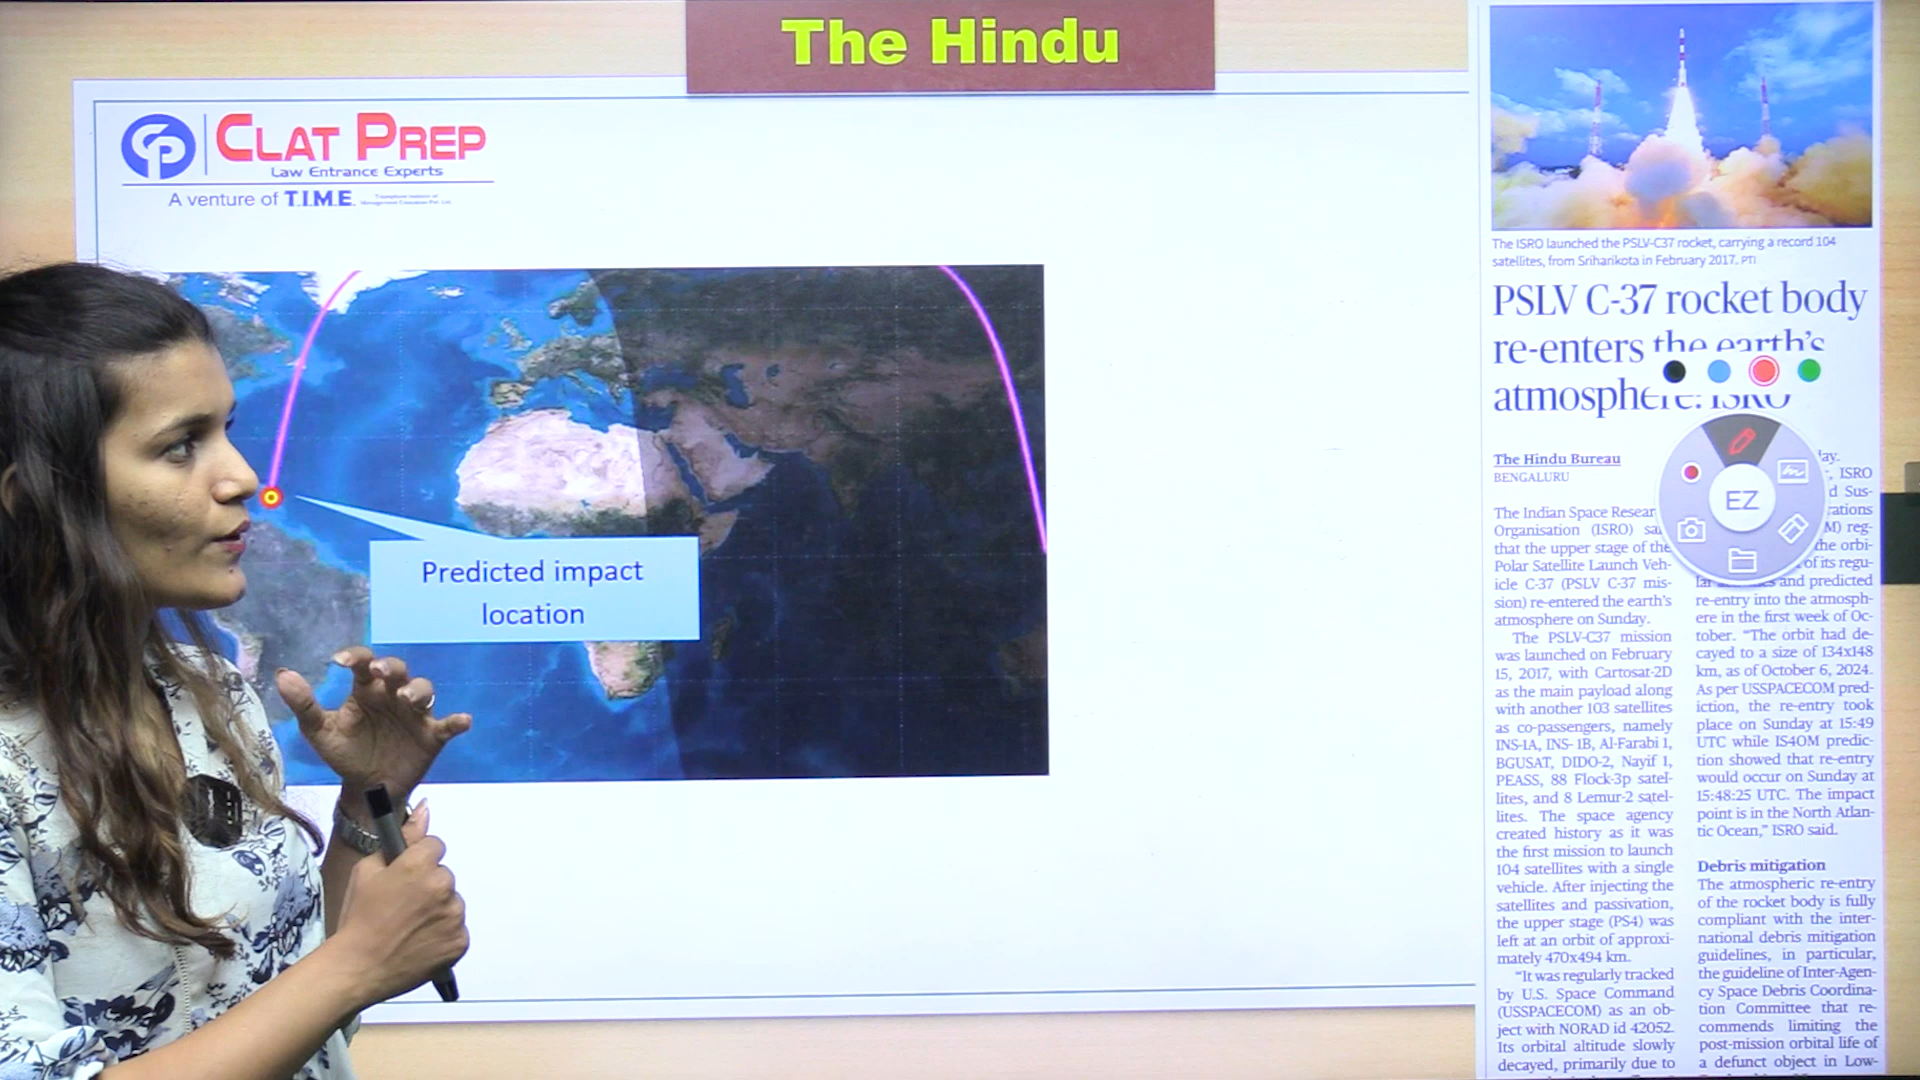 The Hindu
CLAT PREP
Law Entrance Experts
A venture of T.I.M.E.
Predicted impact
location
The ISRO launched the PSLV-C37 rocket, carrying a record 104
satellites, from Sriharikota in February 2017. PTI
PSLV C-37 rocket body
re-enters the earth's
atmosphere: ISRO
The Hindu Bureau
BENGALURU
The Indian Space Resear
Organisation (ISRO) sa
that the upper stage of the
Polar Satellite Launch Veh-
icle C-37 (PSLV C-37 mis-
sion) re-entered the earth's
atmosphere on Sunday.
The PSLV-C37 mission
was launched on February
15, 2017, with Cartosat-2D
as the main payload along
with another 103 satellites
as co-passengers, namely
INS-1A, INS- 1B, Al-Farabi 1,
BGUSAT, DIDO-2, Nayif 1,
PEASS, 88 Flock-3p satel-
lites, and 8 Lemur-2 satel-
lites. The space agency
created history as it was
the first mission to launch
104 satellites with a single
vehicle. After injecting the
satellites and passivation,
the upper stage (PS4) was
left at an orbit of approxi-
mately 470x494 km.
"It was regularly tracked
by U.S. Space Command
(USSPACECOM) as an ob-
ject with NORAD id 42052.
Its orbital altitude slowly
decayed, primarily due to
EZ
lay.
, ISRO
d Sus-
rations
M) reg-
the orbi-
of its regu-
and predicted
re-entry into the atmosph-
ere in the first week of Oc-
tober. "The orbit had de-
cayed to a size of 134x148
km, as of October 6, 2024.
As per USSPACECOM pred-
iction, the re-entry took
place on Sunday at 15:49
UTC while IS4OM predic-
tion showed that re-entry
would occur on Sunday at
15:48:25 UTC. The impact
point is in the North Atlan-
tic Ocean," ISRO said.
Debris mitigation
The atmospheric re-entry
of the rocket body is fully
compliant with the inter-
national debris mitigation
guidelines, in particular,
the guideline of Inter-Agen-
cy Space Debris Coordina-
tion Committee that re-
commends limiting the
post-mission orbital life of
a defunct object in Low-